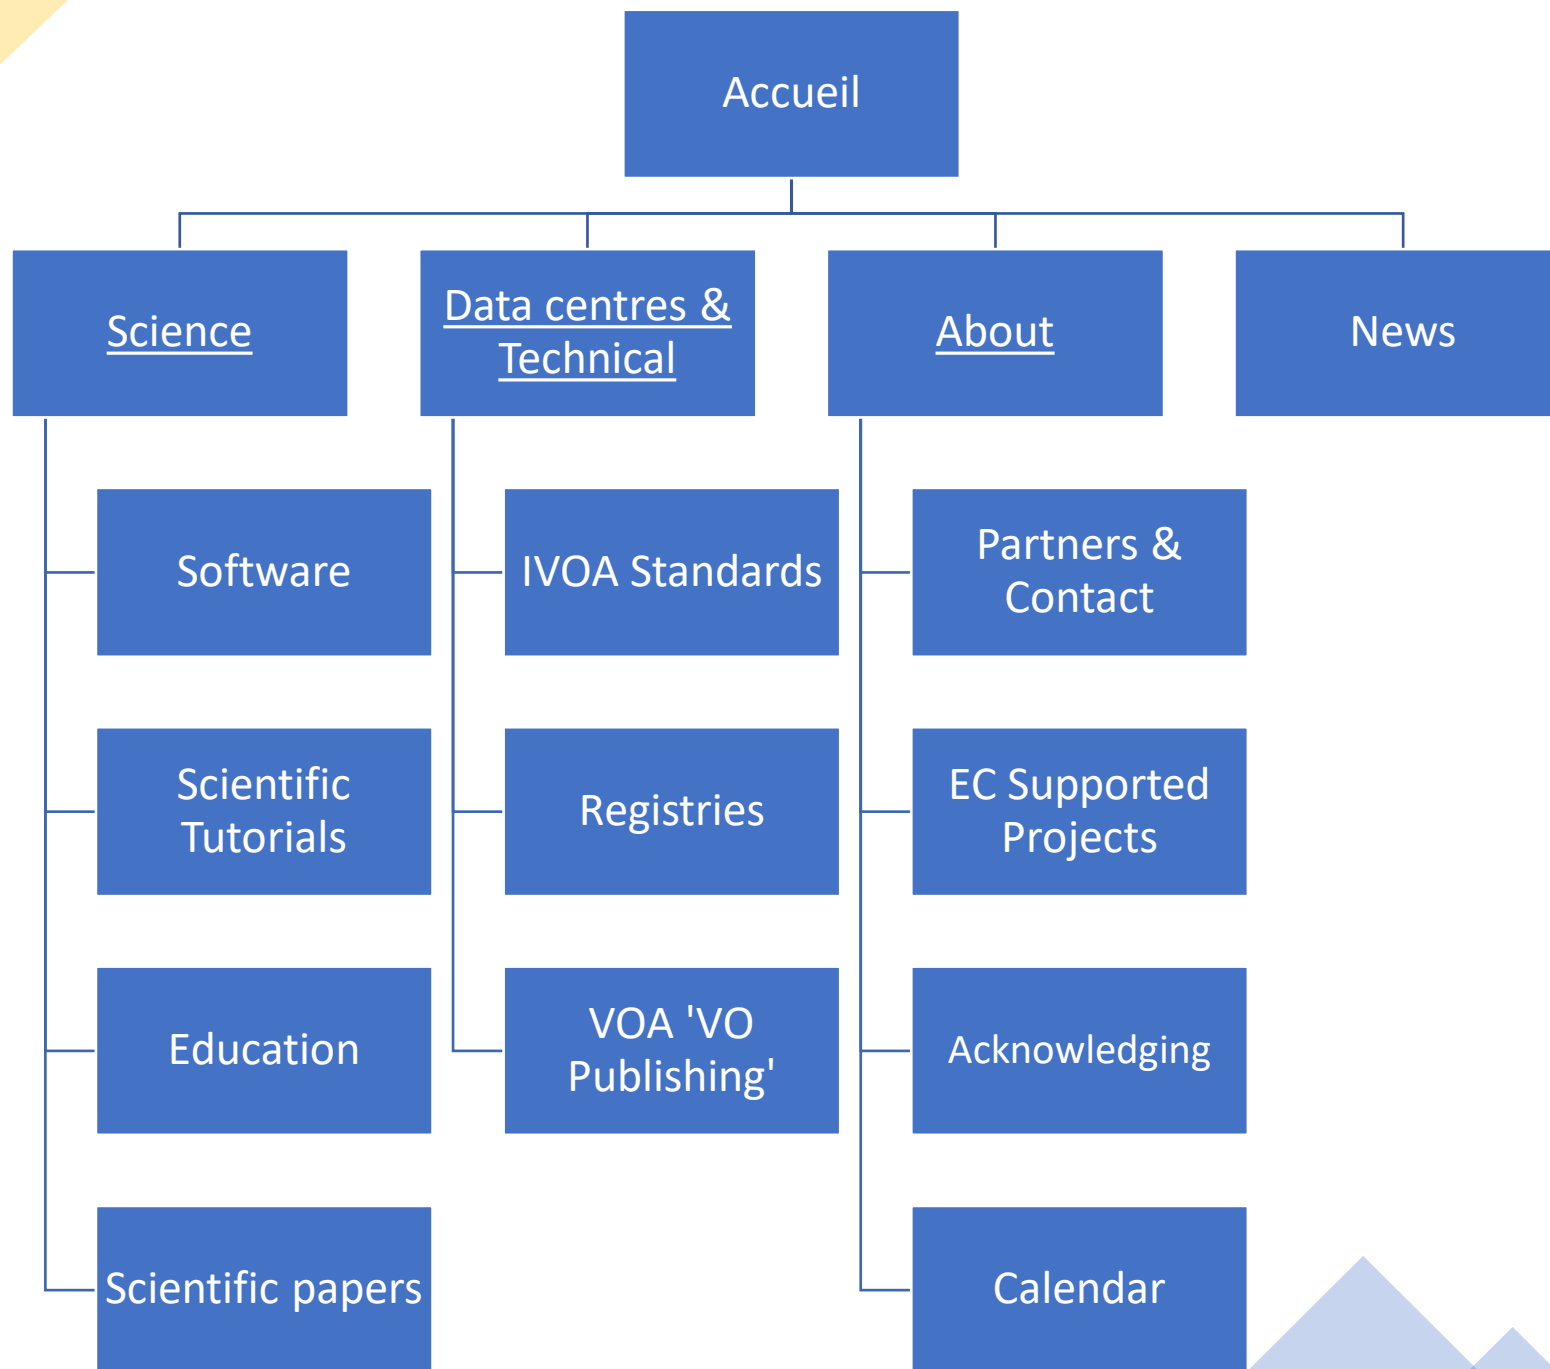 Accueil
Science
Data centres &
Technical
About
News
Software
IVOA Standards
Partners &
Contact
Scientific
Tutorials
Registries
EC Supported
Projects
Education
VOA 'VO
Publishing'
Acknowledging
Scientific papers
Calendar